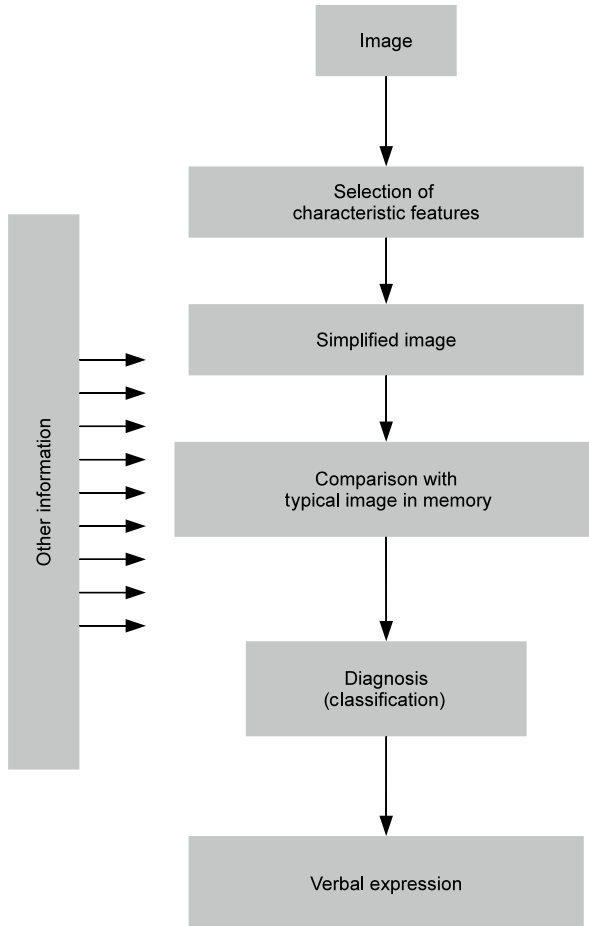 Image
Selection of
characteristic features
Simplified image
Comparison with
typical image in memory
Diagnosis
(classification)
Verbal expression
Other information